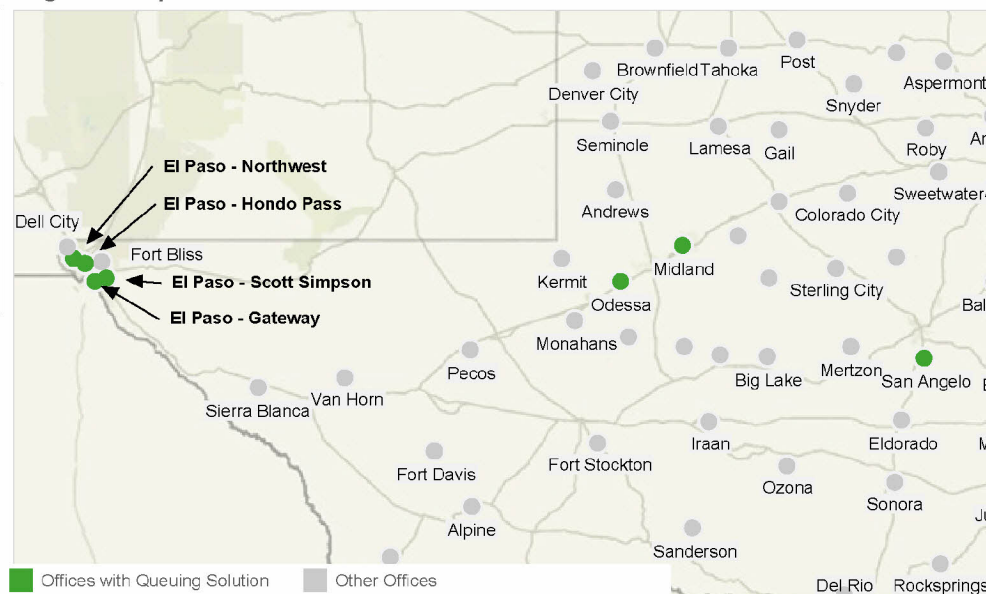 Post
Brownfield
Tahoka
Aspermont
Denver City
Snyder
Seminole
Lamesa
Gail
Roby
El Paso - Northwest
Sweetwater
El Paso - Hondo Pass
Andrews
Colorado City
Dell City
Fort Bliss
Midland
El Paso - Scott Simpson
Kermit
Sterling City
Odessa
El Paso - Gateway
Monahans
Pecos
Big Lake
Mertzon
San Angelo
Van Horn
Sierra Blanca
Iraan
Eldorado
Fort Stockton
Fort Davis
Ozona
Sonora
Alpine
Sanderson
Offices with Queuing Solution
Other Offices
Del Rio
Rocksprings